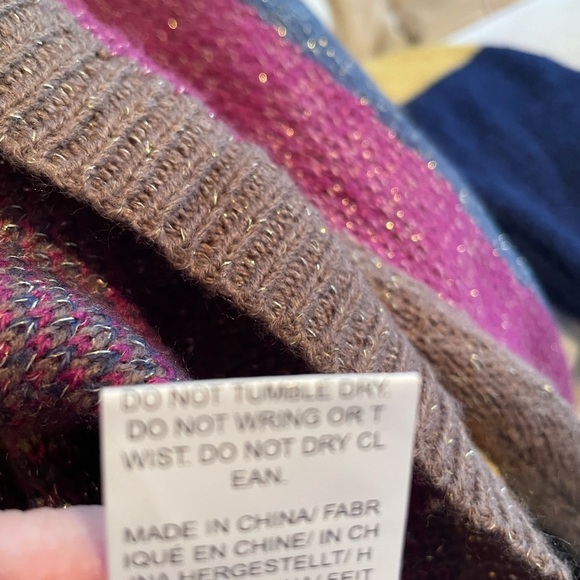 DO NOT TUMBLE DRY.
DO NOT WRING OR T
WIST. DO NOT DRY CL
EAN.
MADE IN CHINA/ FABR
IQUÉ EN CHINE/ IN CH
INA HERGESTELLT/ H